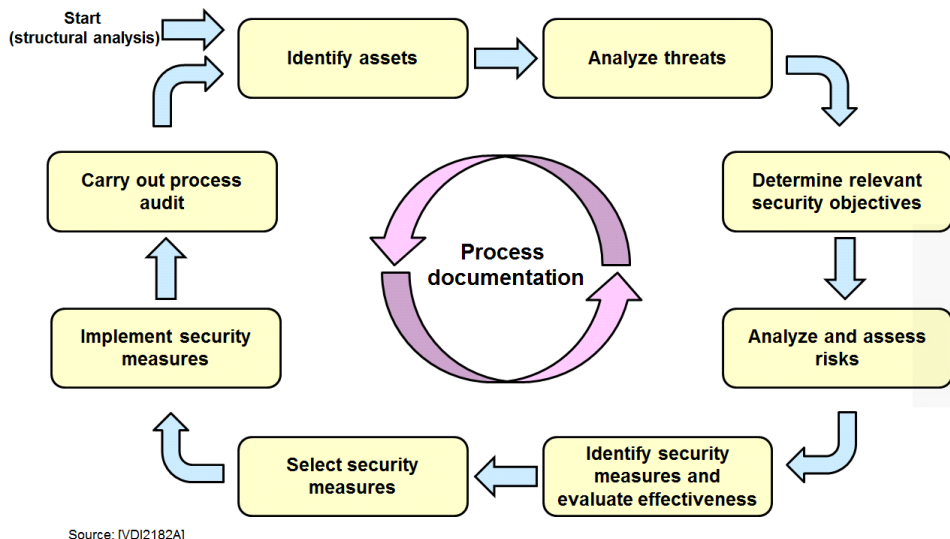 Start
(structural analysis)
Identify assets
Analyze threats
Determine relevant
security objectives
Analyze and assess
risks
Identify security
measures and
evaluate effectiveness
Select security
measures
Implement security
measures
Carry out process
audit
Process
documentation
Source: [VDI2182A]